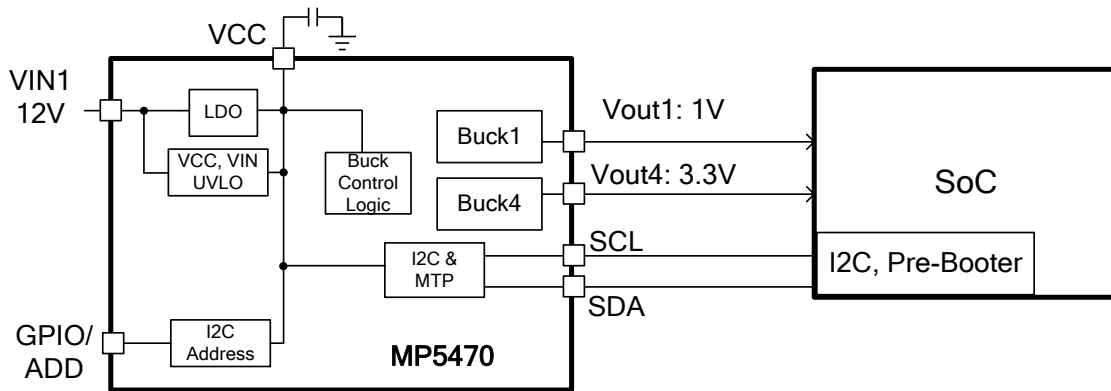 VCC
VIN1
12V
LDO
VCC, VIN
UVLO
Buck
Control
Logic
Buck1
Buck4
Vout1: 1V
Vout4: 3.3V
SoC
I2C &
MTP
SCL
SDA
I2C, Pre-Booter
GPIO/
ADD
I2C
Address
MP5470